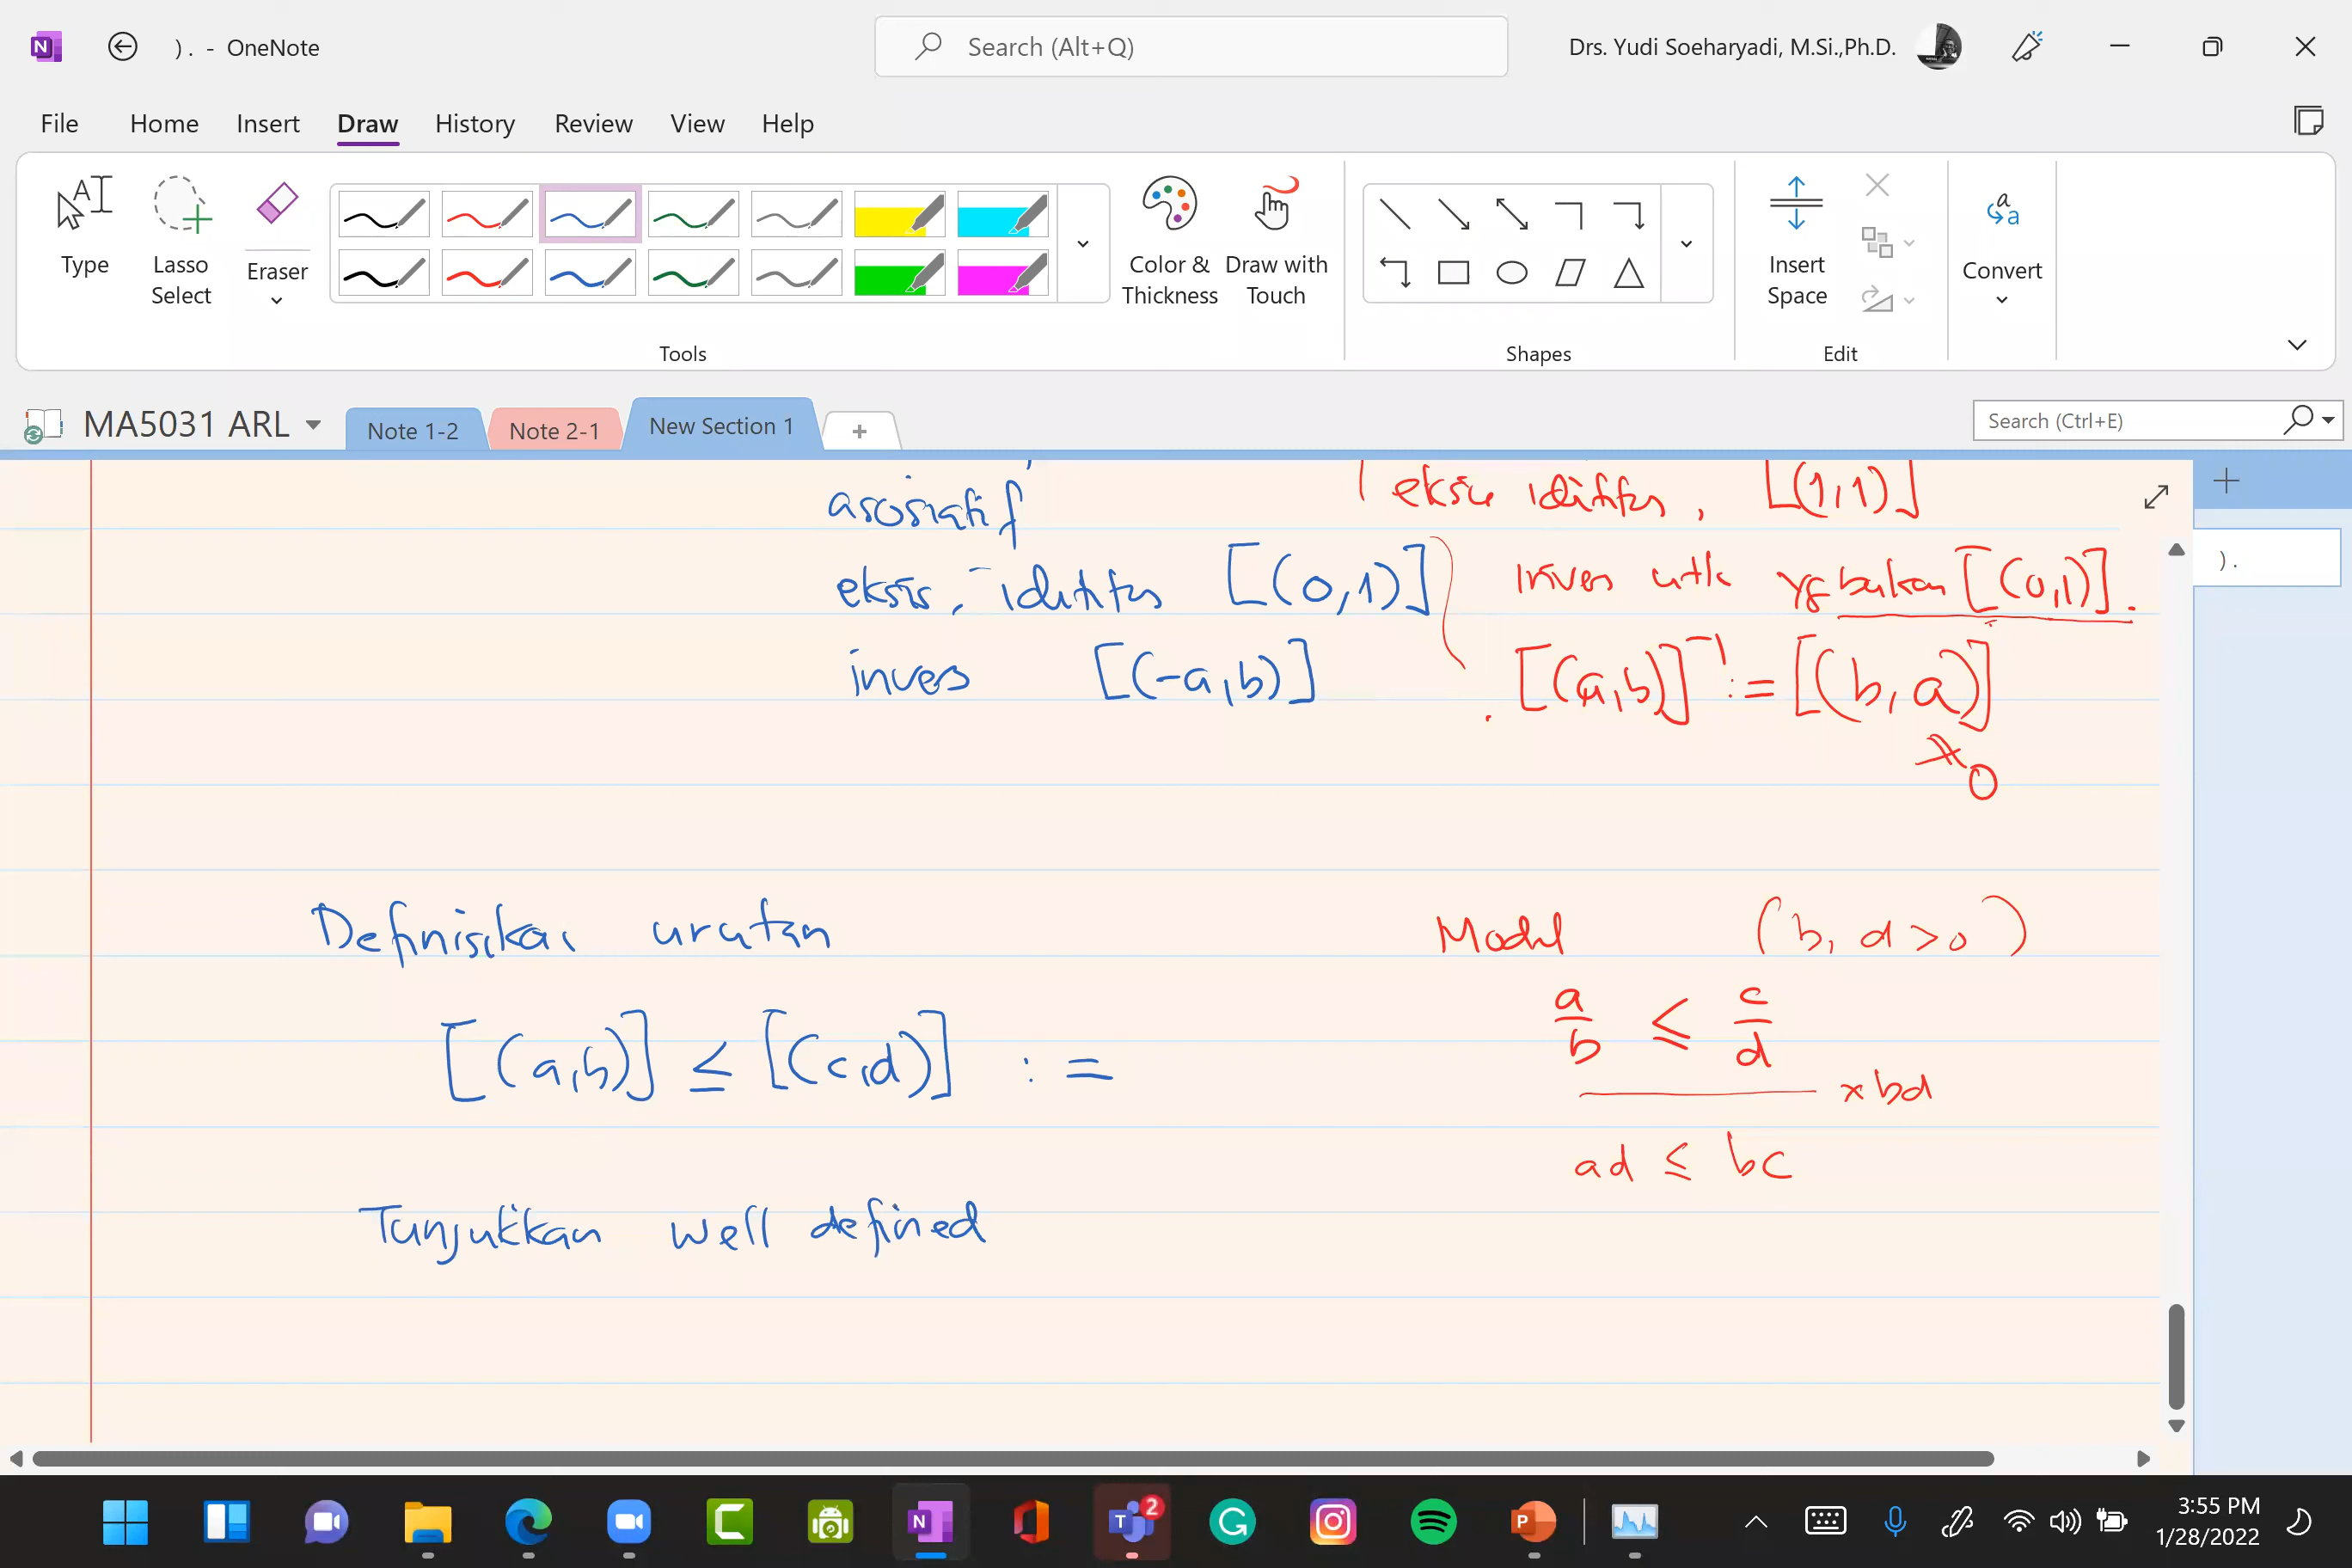 ). - OneNote
Search (Alt+Q)
Drs. Yudi Soeharyadi, M.Si.,Ph.D.
File Home Insert Draw History Review View Help
Type
Lasso Select
Eraser
Color & Thickness
Draw with Touch
Insert Space
Convert
Tools
Shapes
Edit
MA5031 ARL
Note 1-2
Note 2-1
New Section 1
+
Search (Ctrl+E)
).
asosiatif
eksis identitas [(0,1)]
invers [(-a,b)]
eksis identitas, [(1,1)]
invers utk yg bukan [(0,1)].
[(a,b)]⁻¹ := [(b,a)]
≠0
Definisikan urutan
[(a,b)] ≤ [(c,d)] :=
Tunjukkan well defined
Model (b, d > 0)
a/b ≤ c/d
× bd
ad ≤ bc
2
3:55 PM
1/28/2022